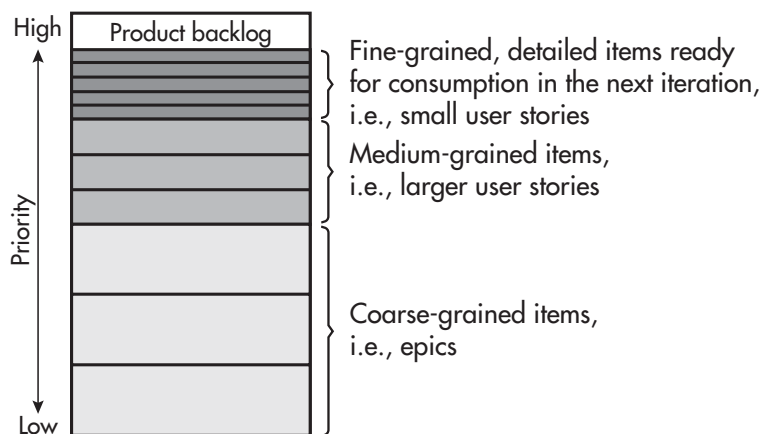 High
Product backlog
Fine-grained, detailed items ready
for consumption in the next iteration,
i.e., small user stories
Medium-grained items,
i.e., larger user stories
Priority
Coarse-grained items,
i.e., epics
Low